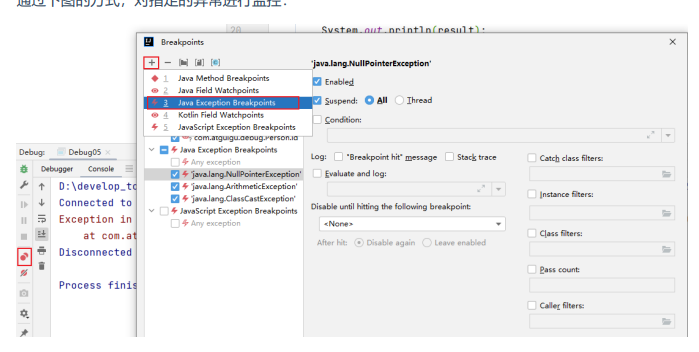 通过下图的方式，对指定的异常进行监控：
20 System.out.println(result);
Breakpoints
'java.lang.NullPointerException'
1 Java Method Breakpoints
2 Java Field Watchpoints
3 Java Exception Breakpoints
4 Kotlin Field Watchpoints
5 JavaScript Exception Breakpoints
com.atguigu.debug.Person.id
Java Exception Breakpoints
Any exception
'java.lang.NullPointerException'
'java.lang.ArithmeticException'
'java.lang.ClassCastException'
JavaScript Exception Breakpoints
Any exception
Enabled
Suspend: All Thread
Condition:
Log: "Breakpoint hit" message Stack trace
Evaluate and log:
Disable until hitting the following breakpoint:
<None>
After hit: Disable again Leave enabled
Catch class filters:
Instance filters:
Class filters:
Pass count:
Caller filters:
Debug: Debug05
Debugger Console
D:\develop_to
Connected to
Exception in
at com.at
Disconnected
Process finis